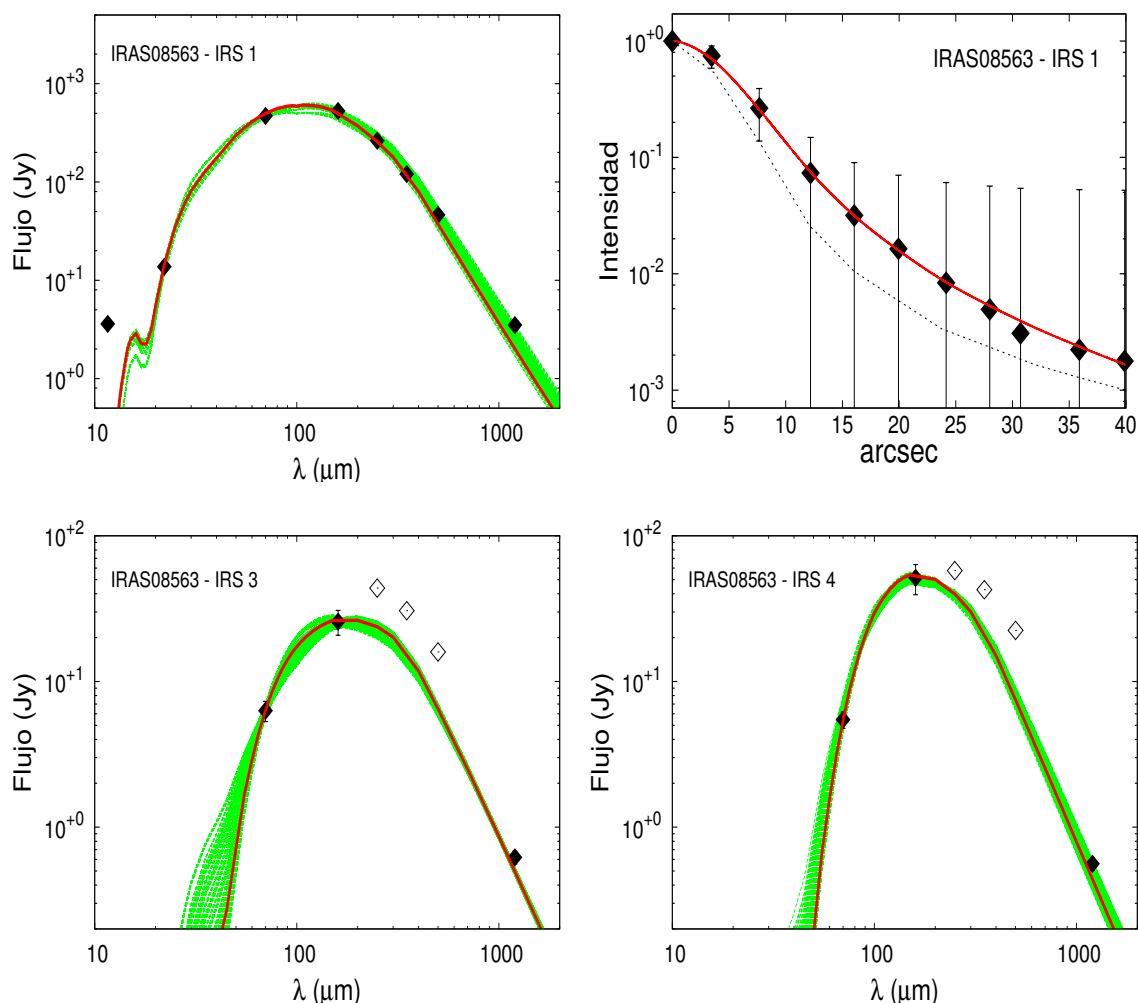 IRAS08563 - IRS 1
Flujo (Jy)
10⁺³
10⁺²
10⁺¹
10⁺⁰
10 100 1000
λ (μm)
IRAS08563 - IRS 1
Intensidad
10⁺⁰
10⁻¹
10⁻²
10⁻³
0 5 10 15 20 25 30 35 40
arcsec
IRAS08563 - IRS 3
Flujo (Jy)
10⁺²
10⁺¹
10⁺⁰
10 100 1000
λ (μm)
IRAS08563 - IRS 4
Flujo (Jy)
10⁺²
10⁺¹
10⁺⁰
10 100 1000
λ (μm)